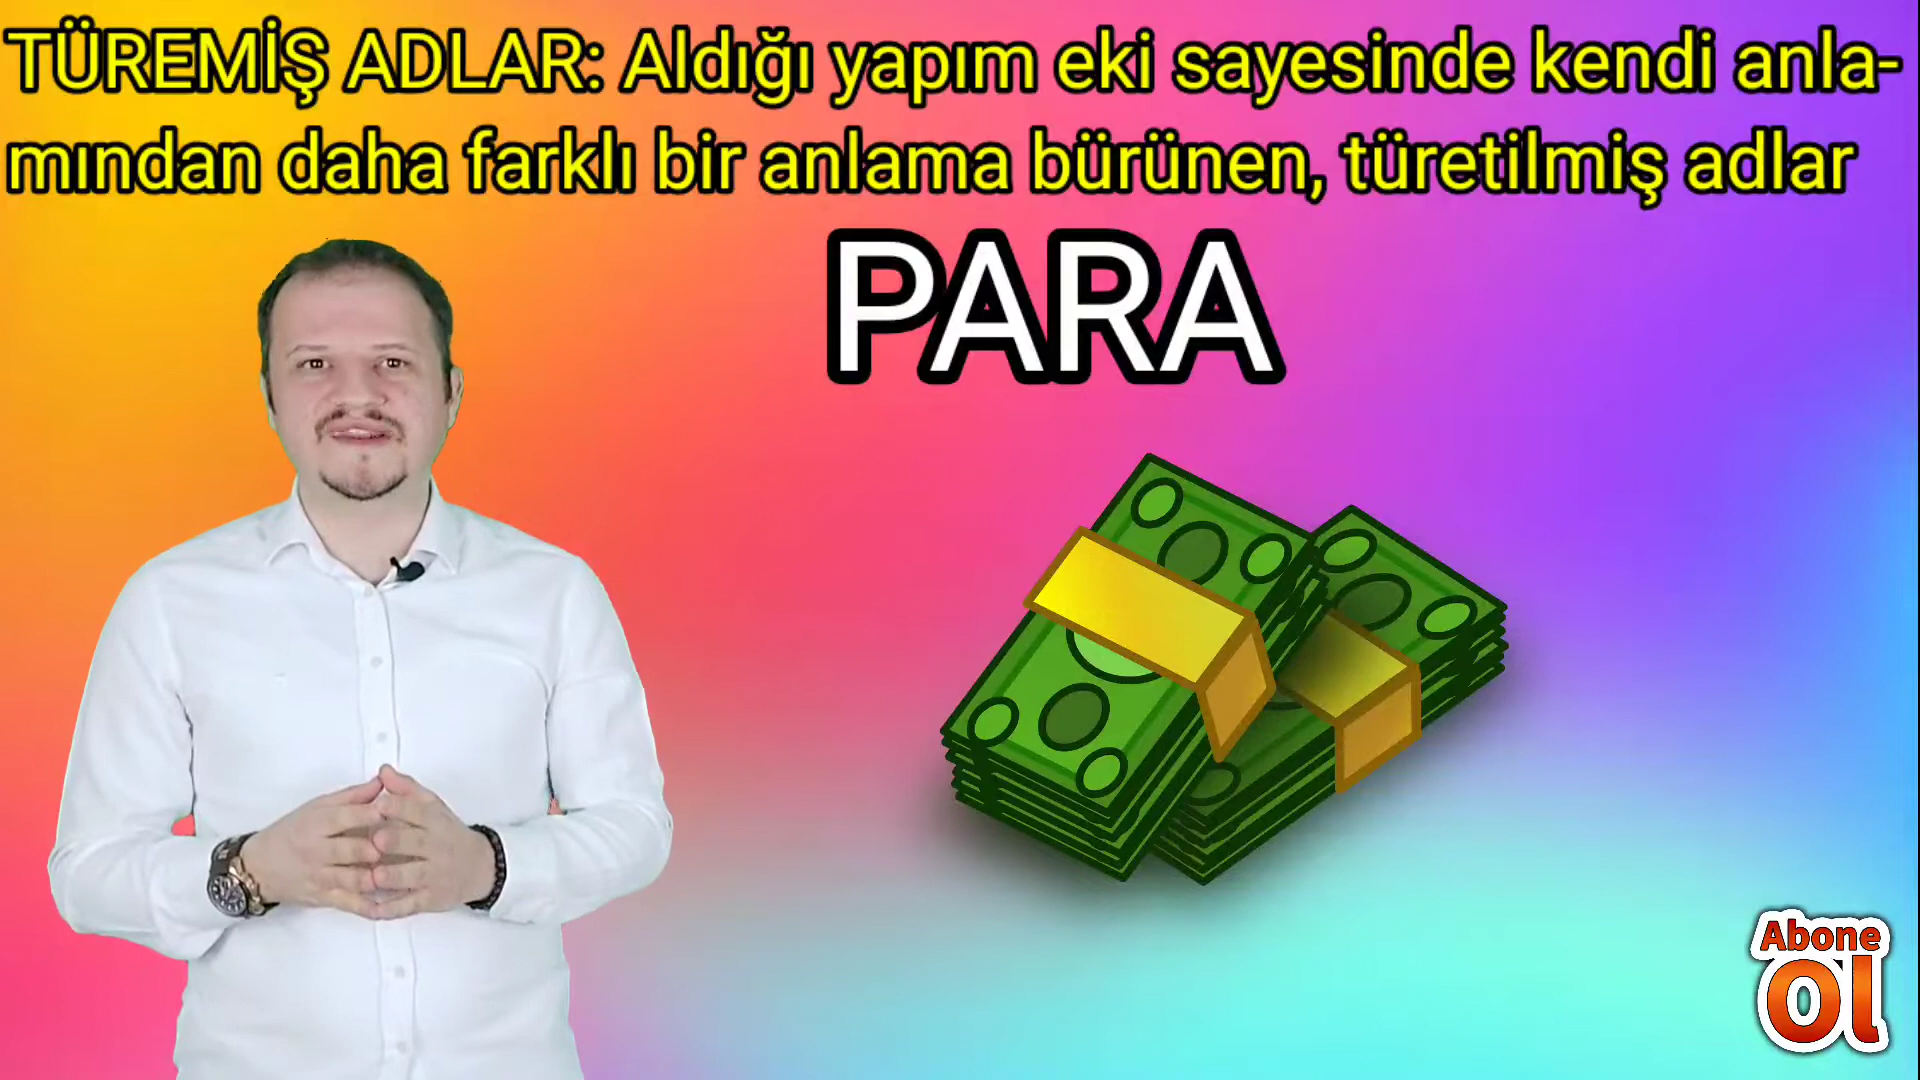 TÜREMİŞ ADLAR: Aldığı yapım eki sayesinde kendi anla-
mından daha farklı bir anlama bürünen, türetilmiş adlar
PARA
Abone
Ol